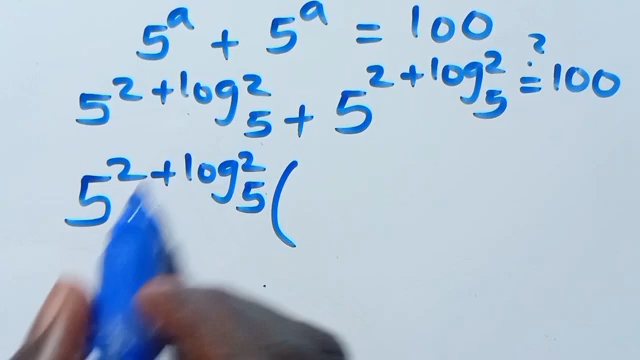 5^a + 5^a = 100
5^{2 + log_5^2} + 5^{2 + log_5^2} ≟ 100
5^{2 + log_5^2} (